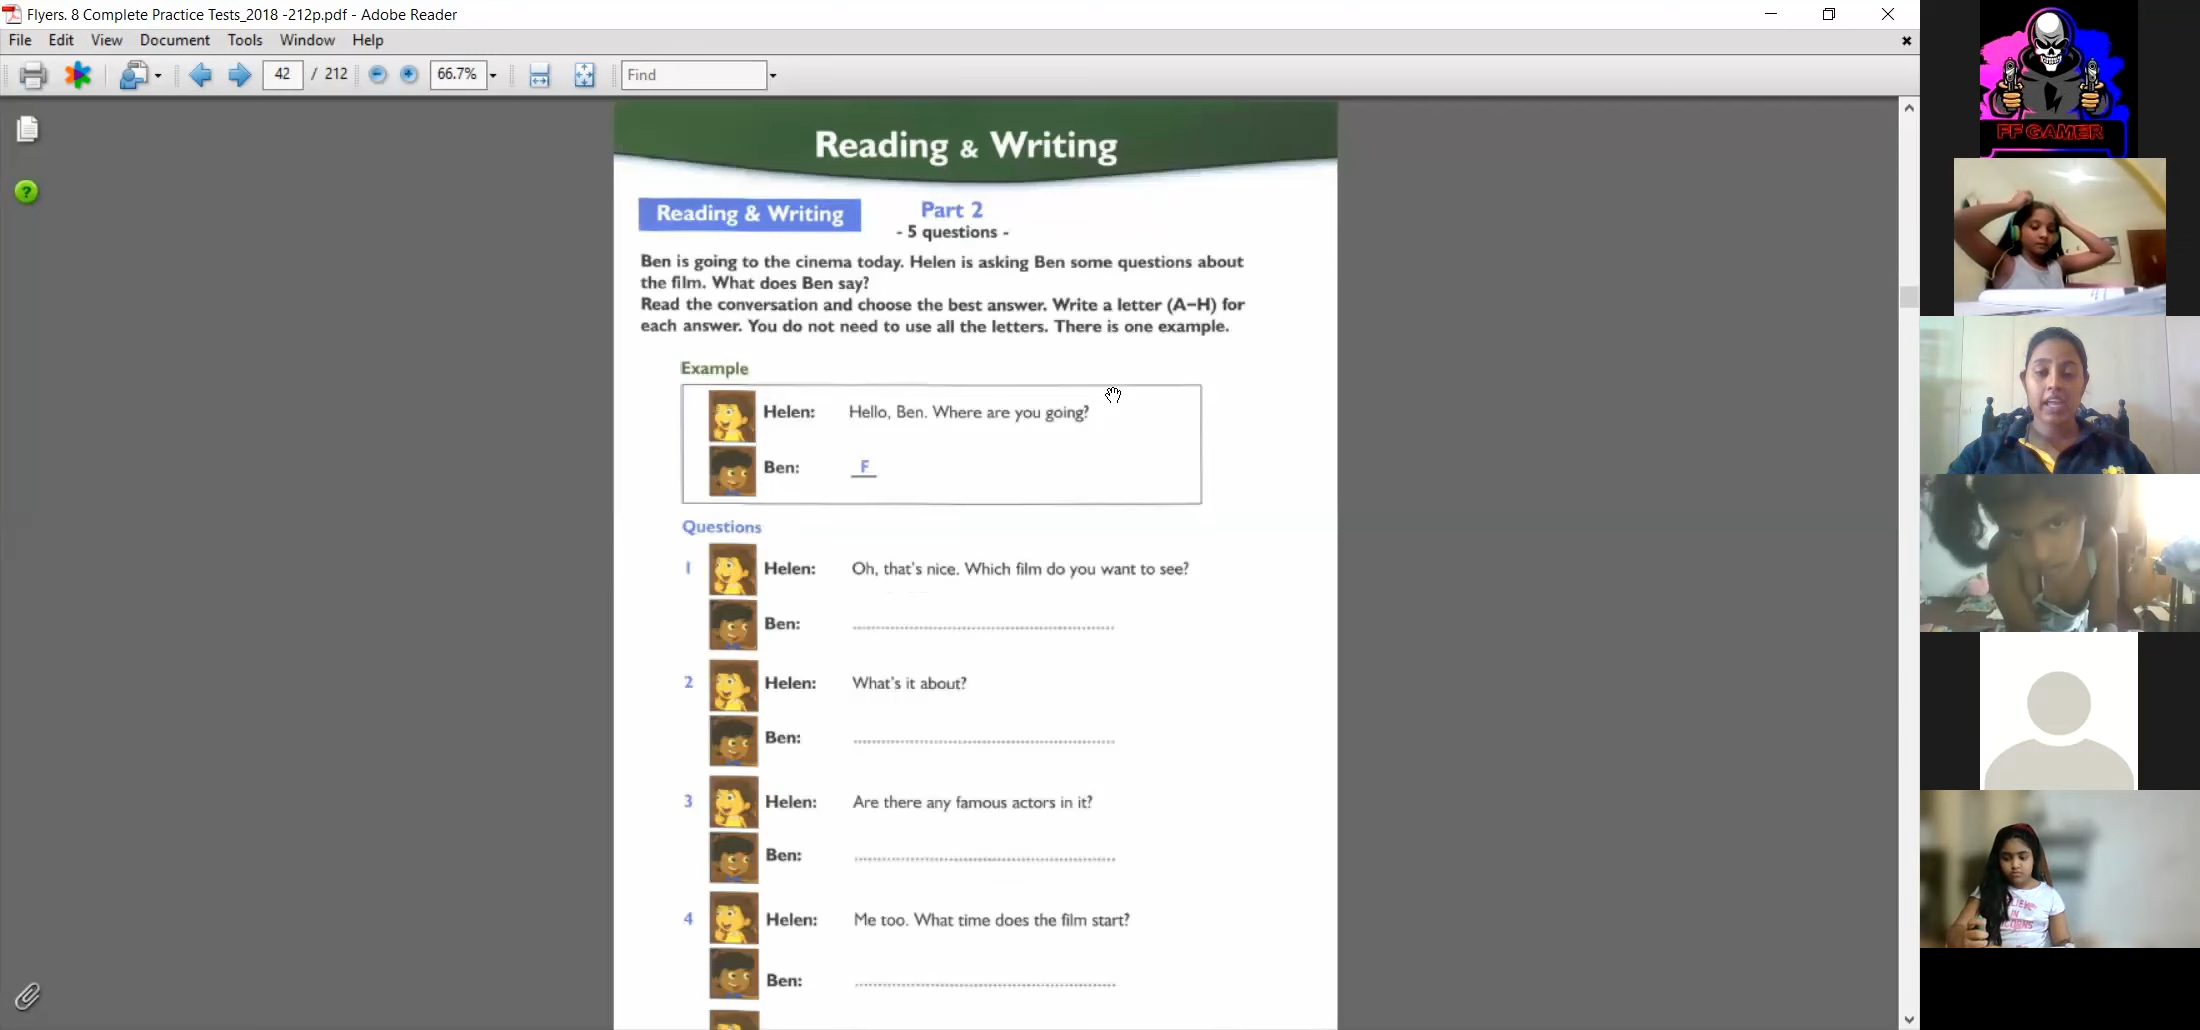 Flyers. 8 Complete Practice Tests_2018 -212p.pdf - Adobe Reader
File Edit View Document Tools Window Help
42 / 212 66.7% Find
Reading & Writing
Reading & Writing Part 2
- 5 questions -
Ben is going to the cinema today. Helen is asking Ben some questions about
the film. What does Ben say?
Read the conversation and choose the best answer. Write a letter (A–H) for
each answer. You do not need to use all the letters. There is one example.
Example
Helen: Hello, Ben. Where are you going?
Ben: F
Questions
1 Helen: Oh, that's nice. Which film do you want to see?
Ben:
2 Helen: What's it about?
Ben:
3 Helen: Are there any famous actors in it?
Ben:
4 Helen: Me too. What time does the film start?
Ben:
FF GAMER
IN